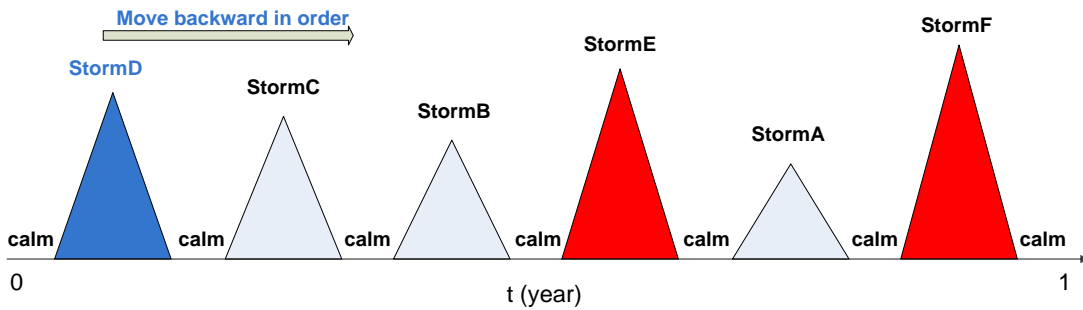 Move backward in order
StormD
StormC
StormB
StormE
StormA
StormF
calm calm calm calm calm calm calm
0 1
t (year)